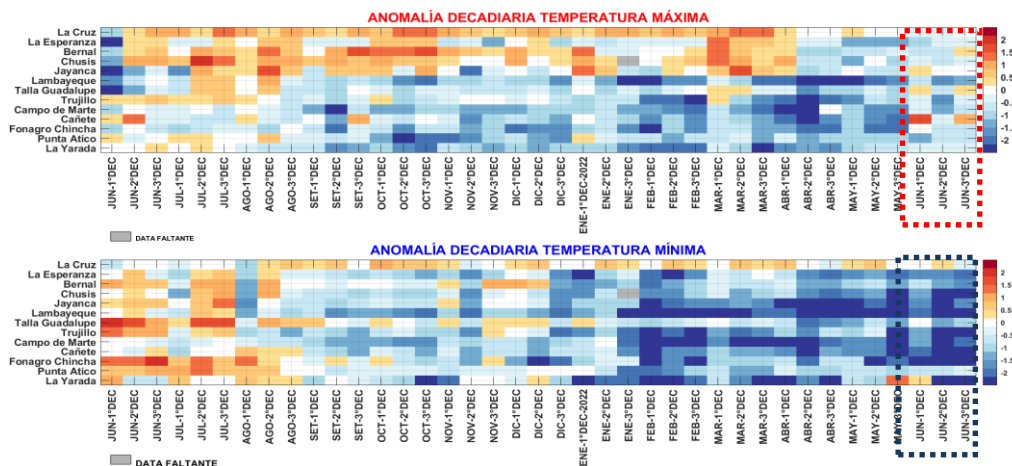 ANOMALÍA DECADIARIA TEMPERATURA MÁXIMA
La Cruz
La Esperanza
Bernal
Chusis
Jayanca
Lambayeque
Talla Guadalupe
Trujillo
Campo de Marte
Cañete
Fonagro Chincha
Punta Atico
La Yarada
2
1.5
1
0.5
0
-0.5
-1
-1.5
-2
JUN-1°DEC
JUN-2°DEC
JUN-3°DEC
JUL-1°DEC
JUL-2°DEC
JUL-3°DEC
AGO-1°DEC
AGO-2°DEC
AGO-3°DEC
SET-1°DEC
SET-2°DEC
SET-3°DEC
OCT-1°DEC
OCT-2°DEC
OCT-3°DEC
NOV-1°DEC
NOV-2°DEC
NOV-3°DEC
DIC-1°DEC
DIC-2°DEC
DIC-3°DEC
ENE-1°DEC-2022
ENE-2°DEC
ENE-3°DEC
FEB-1°DEC
FEB-2°DEC
FEB-3°DEC
MAR-1°DEC
MAR-2°DEC
MAR-3°DEC
ABR-1°DEC
ABR-2°DEC
ABR-3°DEC
MAY-1°DEC
MAY-2°DEC
MAY-3°DEC
JUN-1°DEC
JUN-2°DEC
JUN-3°DEC
DATA FALTANTE
ANOMALÍA DECADIARIA TEMPERATURA MÍNIMA
La Cruz
La Esperanza
Bernal
Chusis
Jayanca
Lambayeque
Talla Guadalupe
Trujillo
Campo de Marte
Cañete
Fonagro Chincha
Punta Atico
La Yarada
2
1.5
1
0.5
0
-0.5
-1
-1.5
-2
JUN-1°DEC
JUN-2°DEC
JUN-3°DEC
JUL-1°DEC
JUL-2°DEC
JUL-3°DEC
AGO-1°DEC
AGO-2°DEC
AGO-3°DEC
SET-1°DEC
SET-2°DEC
SET-3°DEC
OCT-1°DEC
OCT-2°DEC
OCT-3°DEC
NOV-1°DEC
NOV-2°DEC
NOV-3°DEC
DIC-1°DEC
DIC-2°DEC
DIC-3°DEC
ENE-1°DEC-2022
ENE-2°DEC
ENE-3°DEC
FEB-1°DEC
FEB-2°DEC
FEB-3°DEC
MAR-1°DEC
MAR-2°DEC
MAR-3°DEC
ABR-1°DEC
ABR-2°DEC
ABR-3°DEC
MAY-1°DEC
MAY-2°DEC
MAY-3°DEC
JUN-1°DEC
JUN-2°DEC
JUN-3°DEC
DATA FALTANTE